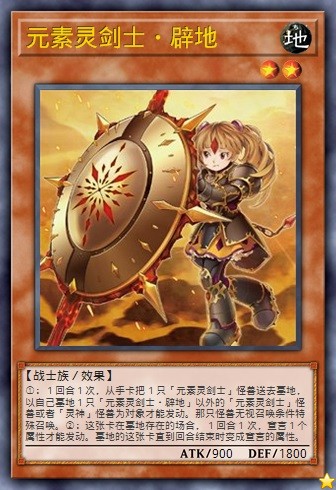 元素灵剑士・辟地
地
【战士族／效果】
①：1回合1次，从手卡把1只「元素灵剑士」怪兽送去墓地，
以自己墓地1只「元素灵剑士·辟地」以外的「元素灵剑士」怪
兽或者「灵神」怪兽为对象才能发动。那只怪兽无视召唤条件特
殊召唤。②：这张卡在墓地存在的场合，1回合1次，宣言1个
属性才能发动。墓地的这张卡直到回合结束时变成宣言的属性。
ATK/900 DEF/1800